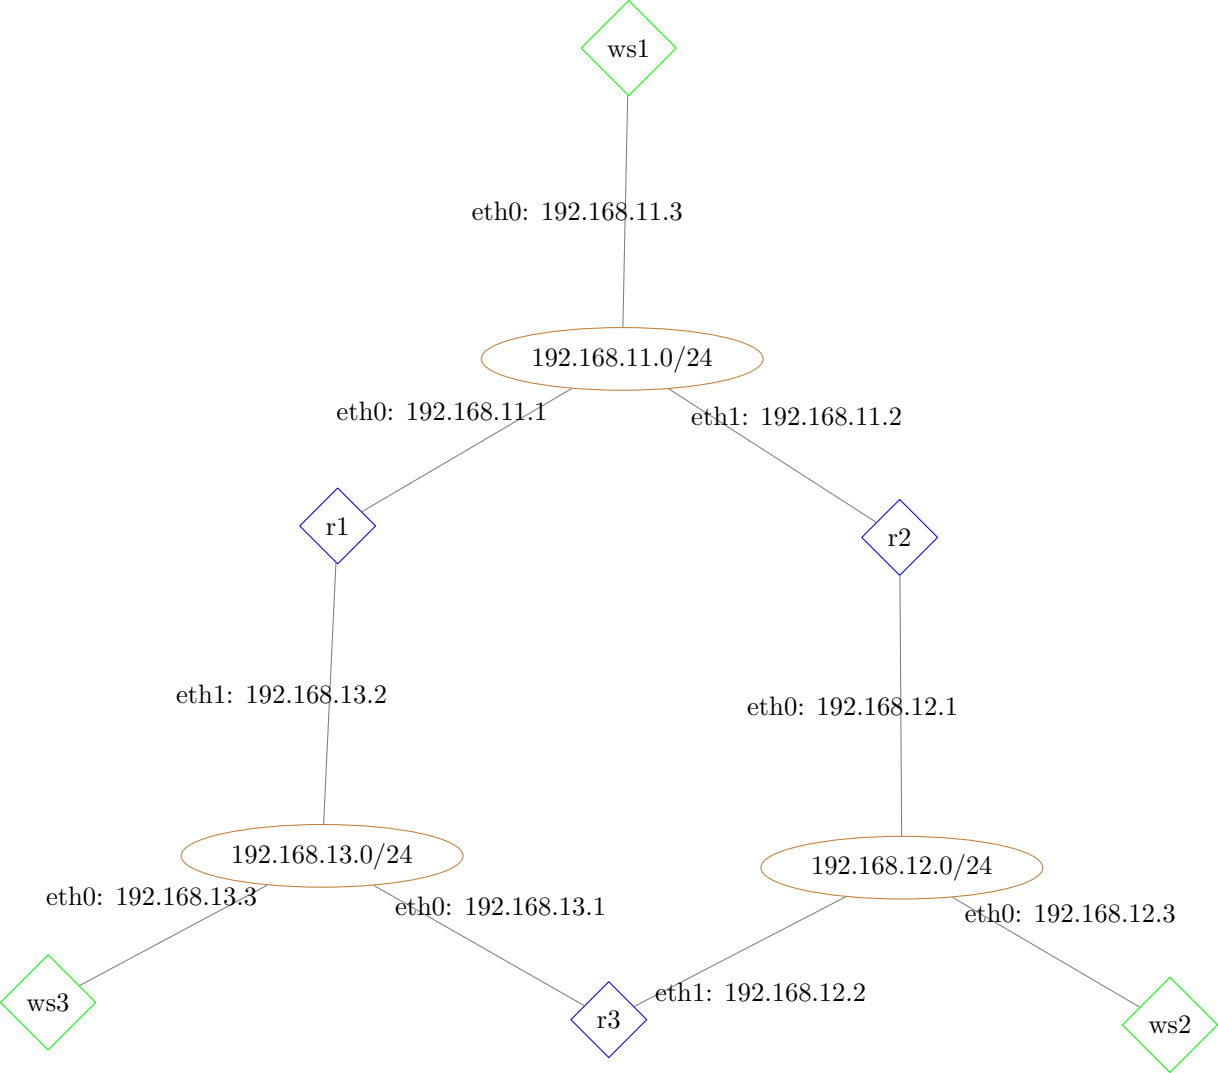 ws1
eth0: 192.168.11.3
192.168.11.0/24
eth0: 192.168.11.1
eth1: 192.168.11.2
r1
r2
eth1: 192.168.13.2
eth0: 192.168.12.1
192.168.13.0/24
192.168.12.0/24
eth0: 192.168.13.3
eth0: 192.168.13.1
eth0: 192.168.12.3
eth1: 192.168.12.2
ws3
r3
ws2